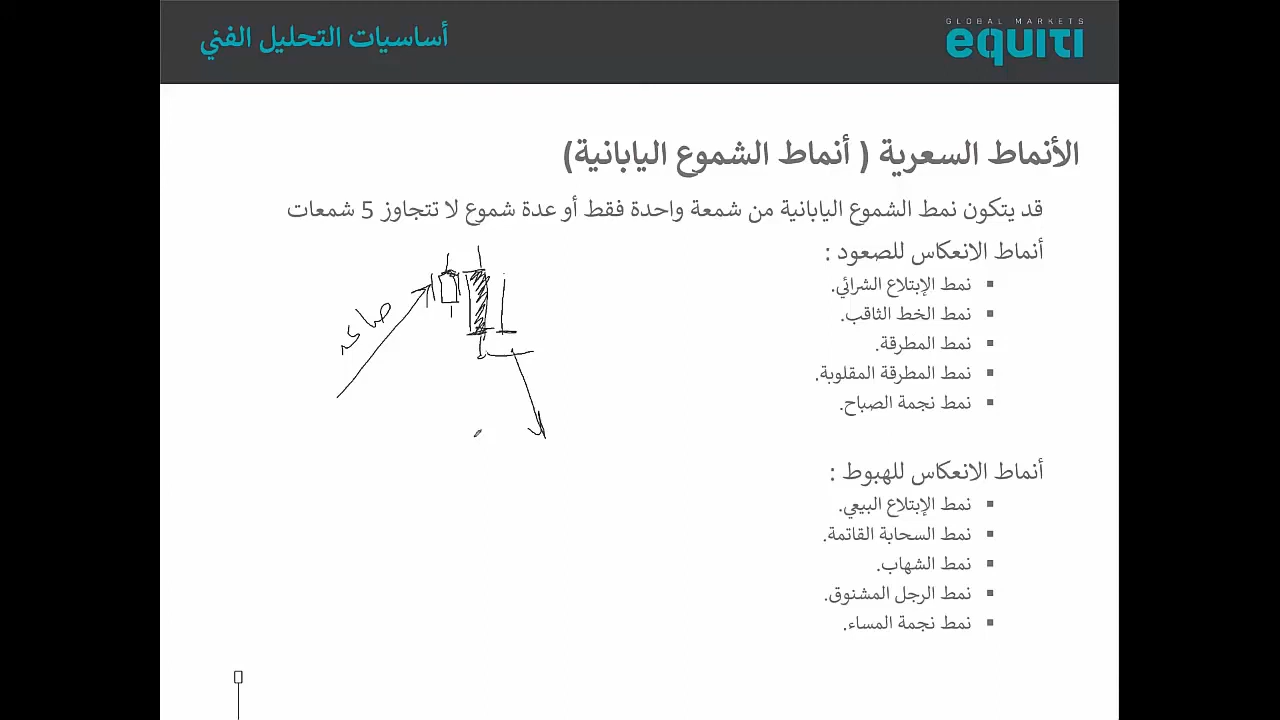 أساسيات التحليل الفني
GLOBAL MARKETS
equiti
الأنماط السعرية ( أنماط الشموع اليابانية)
قد يتكون نمط الشموع اليابانية من شمعة واحدة فقط أو عدة شموع لا تتجاوز 5 شمعات
أنماط الانعكاس للصعود :
▪ نمط الإبتلاع الشرائي.
▪ نمط الخط الثاقب.
▪ نمط المطرقة.
▪ نمط المطرقة المقلوبة.
▪ نمط نجمة الصباح.
أنماط الانعكاس للهبوط :
▪ نمط الإبتلاع البيعي.
▪ نمط السحابة القاتمة.
▪ نمط الشهاب.
▪ نمط الرجل المشنوق.
▪ نمط نجمة المساء.